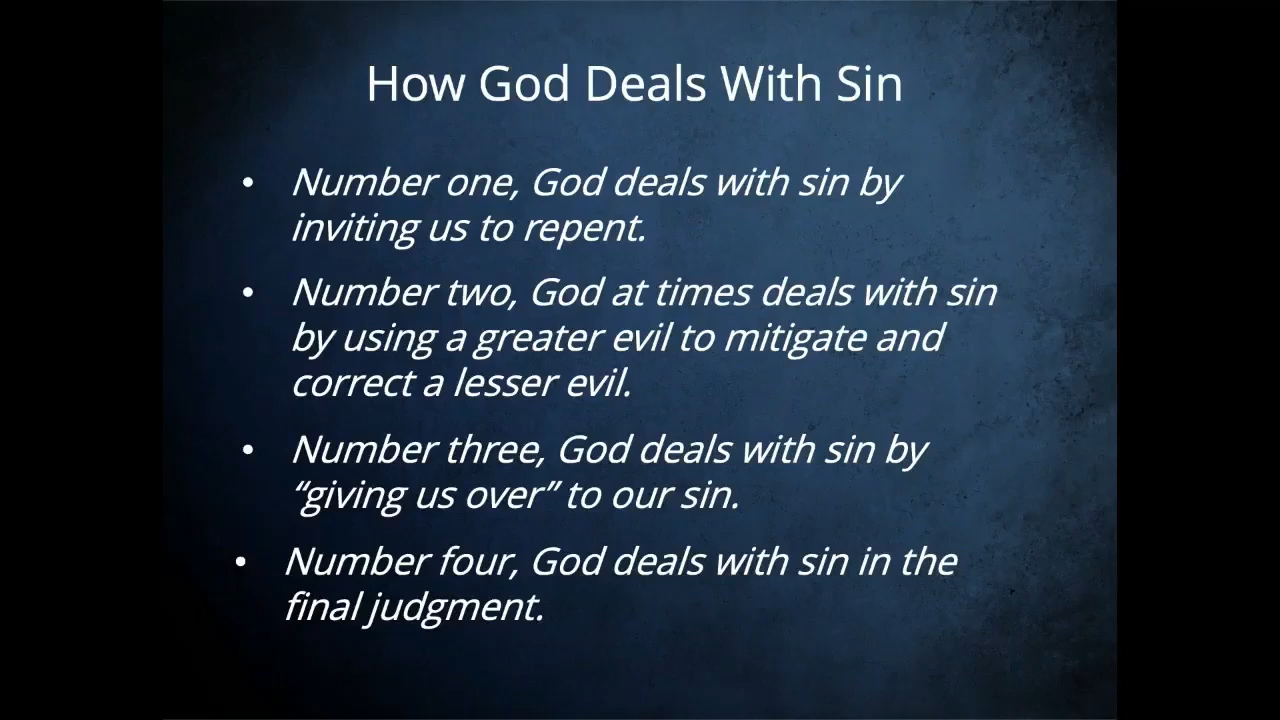 How God Deals With Sin
• Number one, God deals with sin by
inviting us to repent.
• Number two, God at times deals with sin
by using a greater evil to mitigate and
correct a lesser evil.
• Number three, God deals with sin by
“giving us over” to our sin.
• Number four, God deals with sin in the
final judgment.